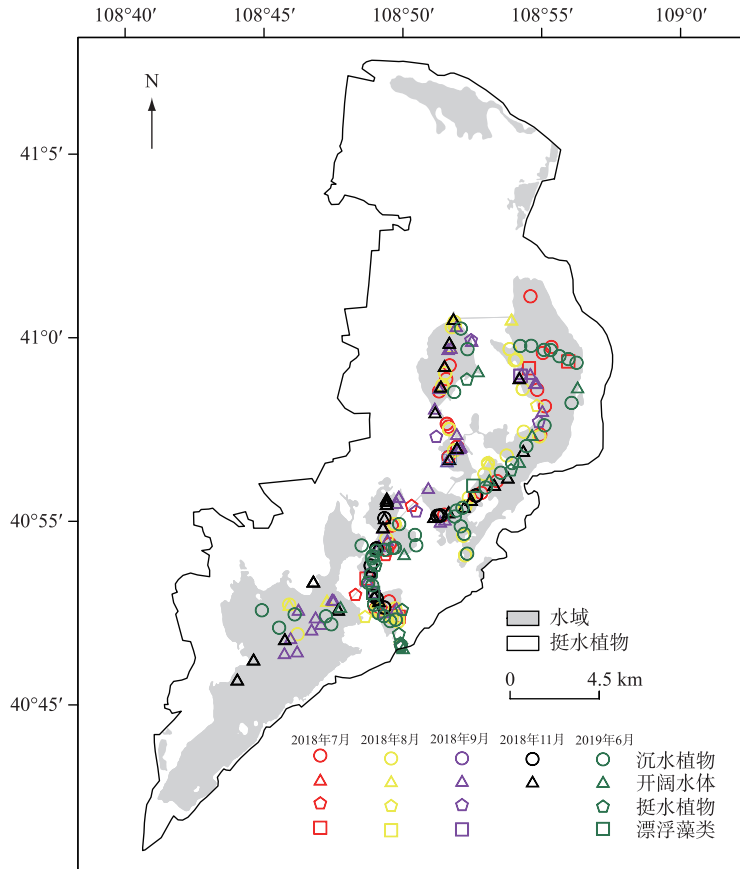 108°40′ 108°45′ 108°50′ 108°55′ 109°0′
N
41°5′
41°0′
40°55′
40°45′
水域
挺水植物
0 4.5 km
2018年7月 2018年8月 2018年9月 2018年11月 2019年6月
沉水植物
开阔水体
挺水植物
漂浮藻类